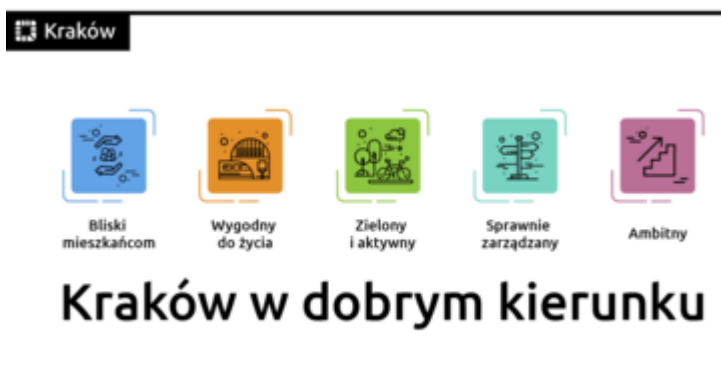 Kraków
Bliski
mieszkańcom
Wygodny
do życia
Zielony
i aktywny
Sprawnie
zarządzany
Ambitny
Kraków w dobrym kierunku